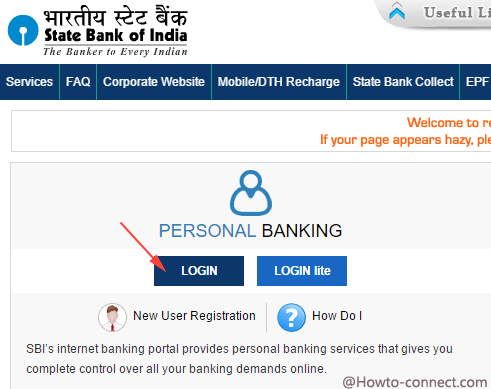 Useful Li
भारतीय स्टेट बैंक
State Bank of India
The Banker to Every Indian
Services FAQ Corporate Website Mobile/DTH Recharge State Bank Collect EPF
Welcome to re
If your page appears hazy, ple
PERSONAL BANKING
LOGIN LOGIN lite
New User Registration ? How Do I
SBI's internet banking portal provides personal banking services that gives you
complete control over all your banking demands online.
@Howto-connect.com